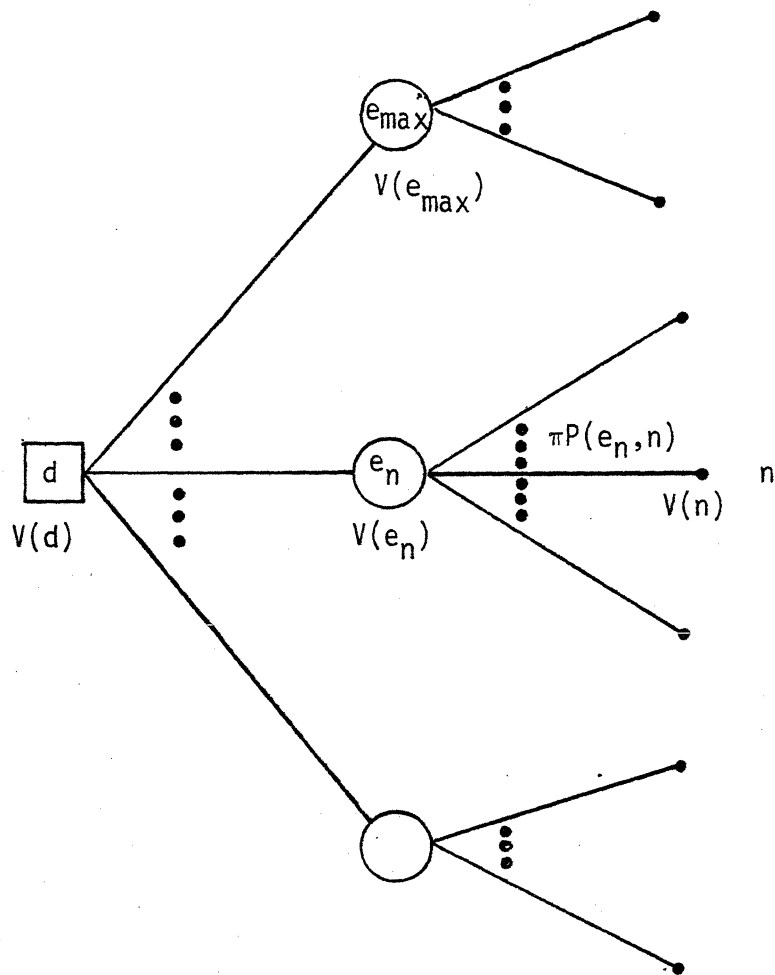 e_max
V(e_max)
πP(e_n,n)
d
e_n
n
V(n)
V(d)
V(e_n)